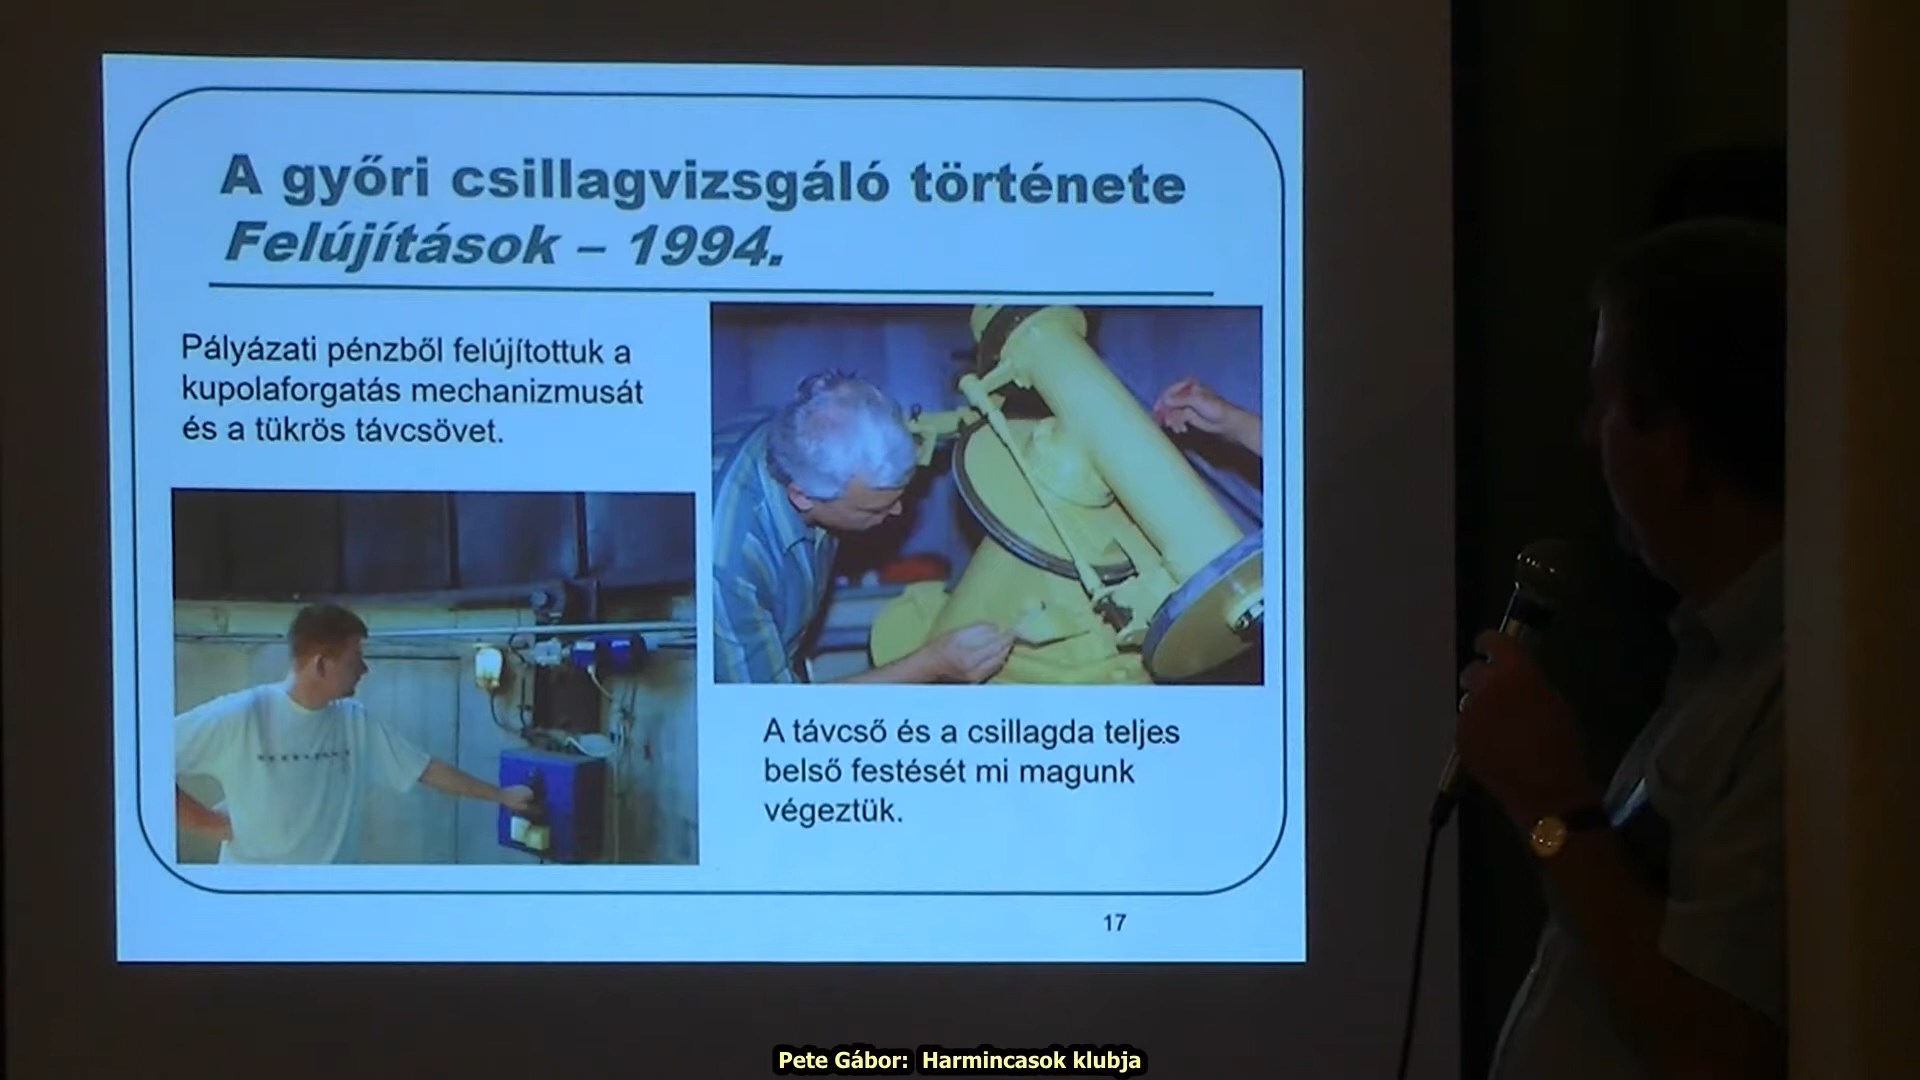 A győri csillagvizsgáló története
Felújítások – 1994.
Pályázati pénzből felújítottuk a
kupolaforgatás mechanizmusát
és a tükrös távcsövet.
A távcső és a csillagda teljes
belső festését mi magunk
végeztük.
17
Pete Gábor: Harmincasok klubja